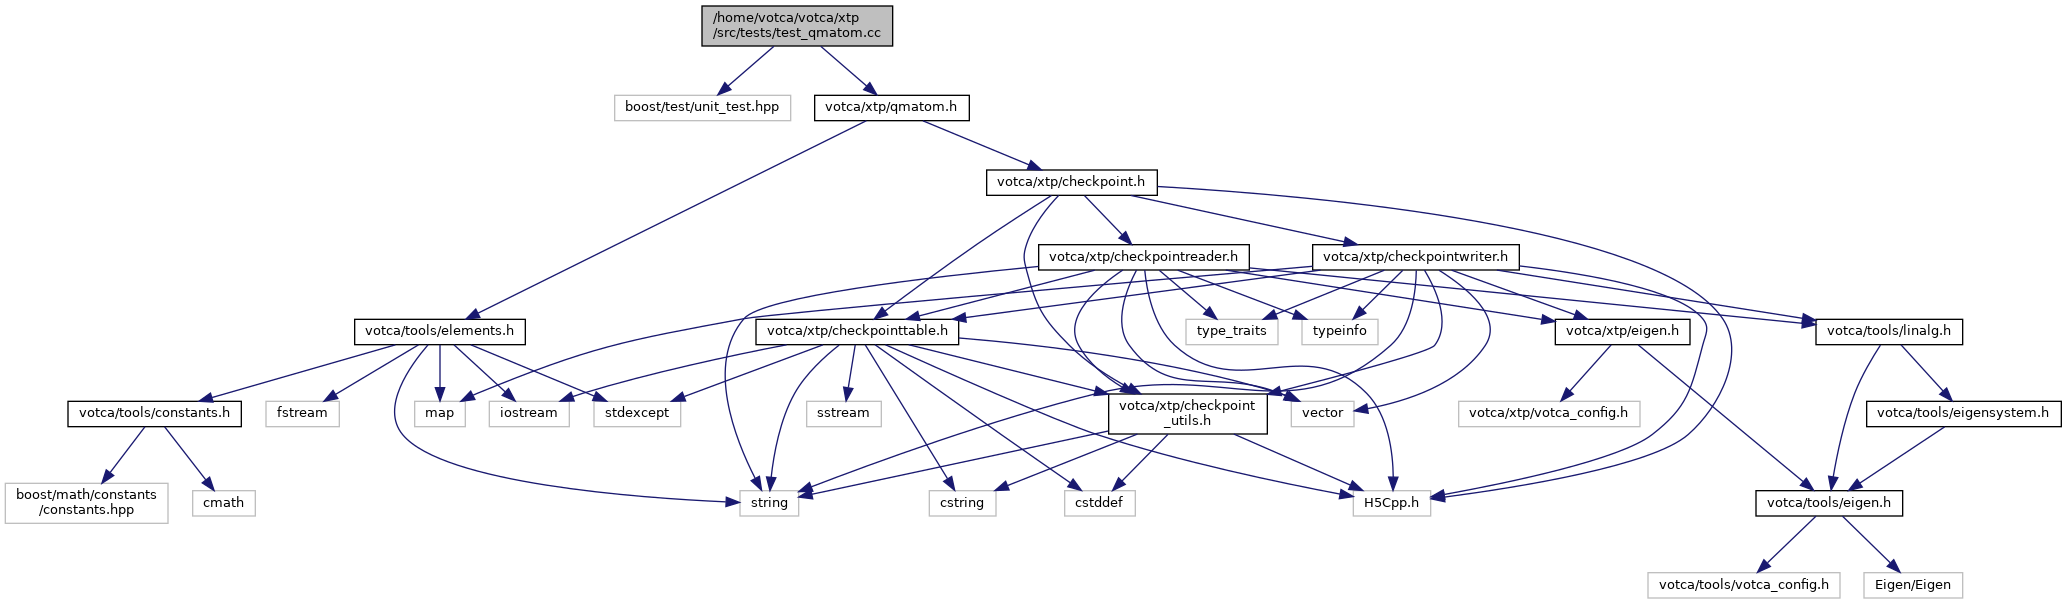 /home/votca/votca/xtp
/src/tests/test_qmatom.cc
boost/test/unit_test.hpp
votca/xtp/qmatom.h
votca/xtp/checkpoint.h
votca/xtp/checkpointreader.h
votca/xtp/checkpointwriter.h
votca/tools/elements.h
votca/xtp/checkpointtable.h
type_traits
typeinfo
votca/xtp/eigen.h
votca/tools/linalg.h
votca/tools/constants.h
fstream
map
iostream
stdexcept
sstream
votca/xtp/checkpoint
_utils.h
vector
votca/xtp/votca_config.h
votca/tools/eigensystem.h
boost/math/constants
/constants.hpp
cmath
string
cstring
cstddef
H5Cpp.h
votca/tools/eigen.h
votca/tools/votca_config.h
Eigen/Eigen